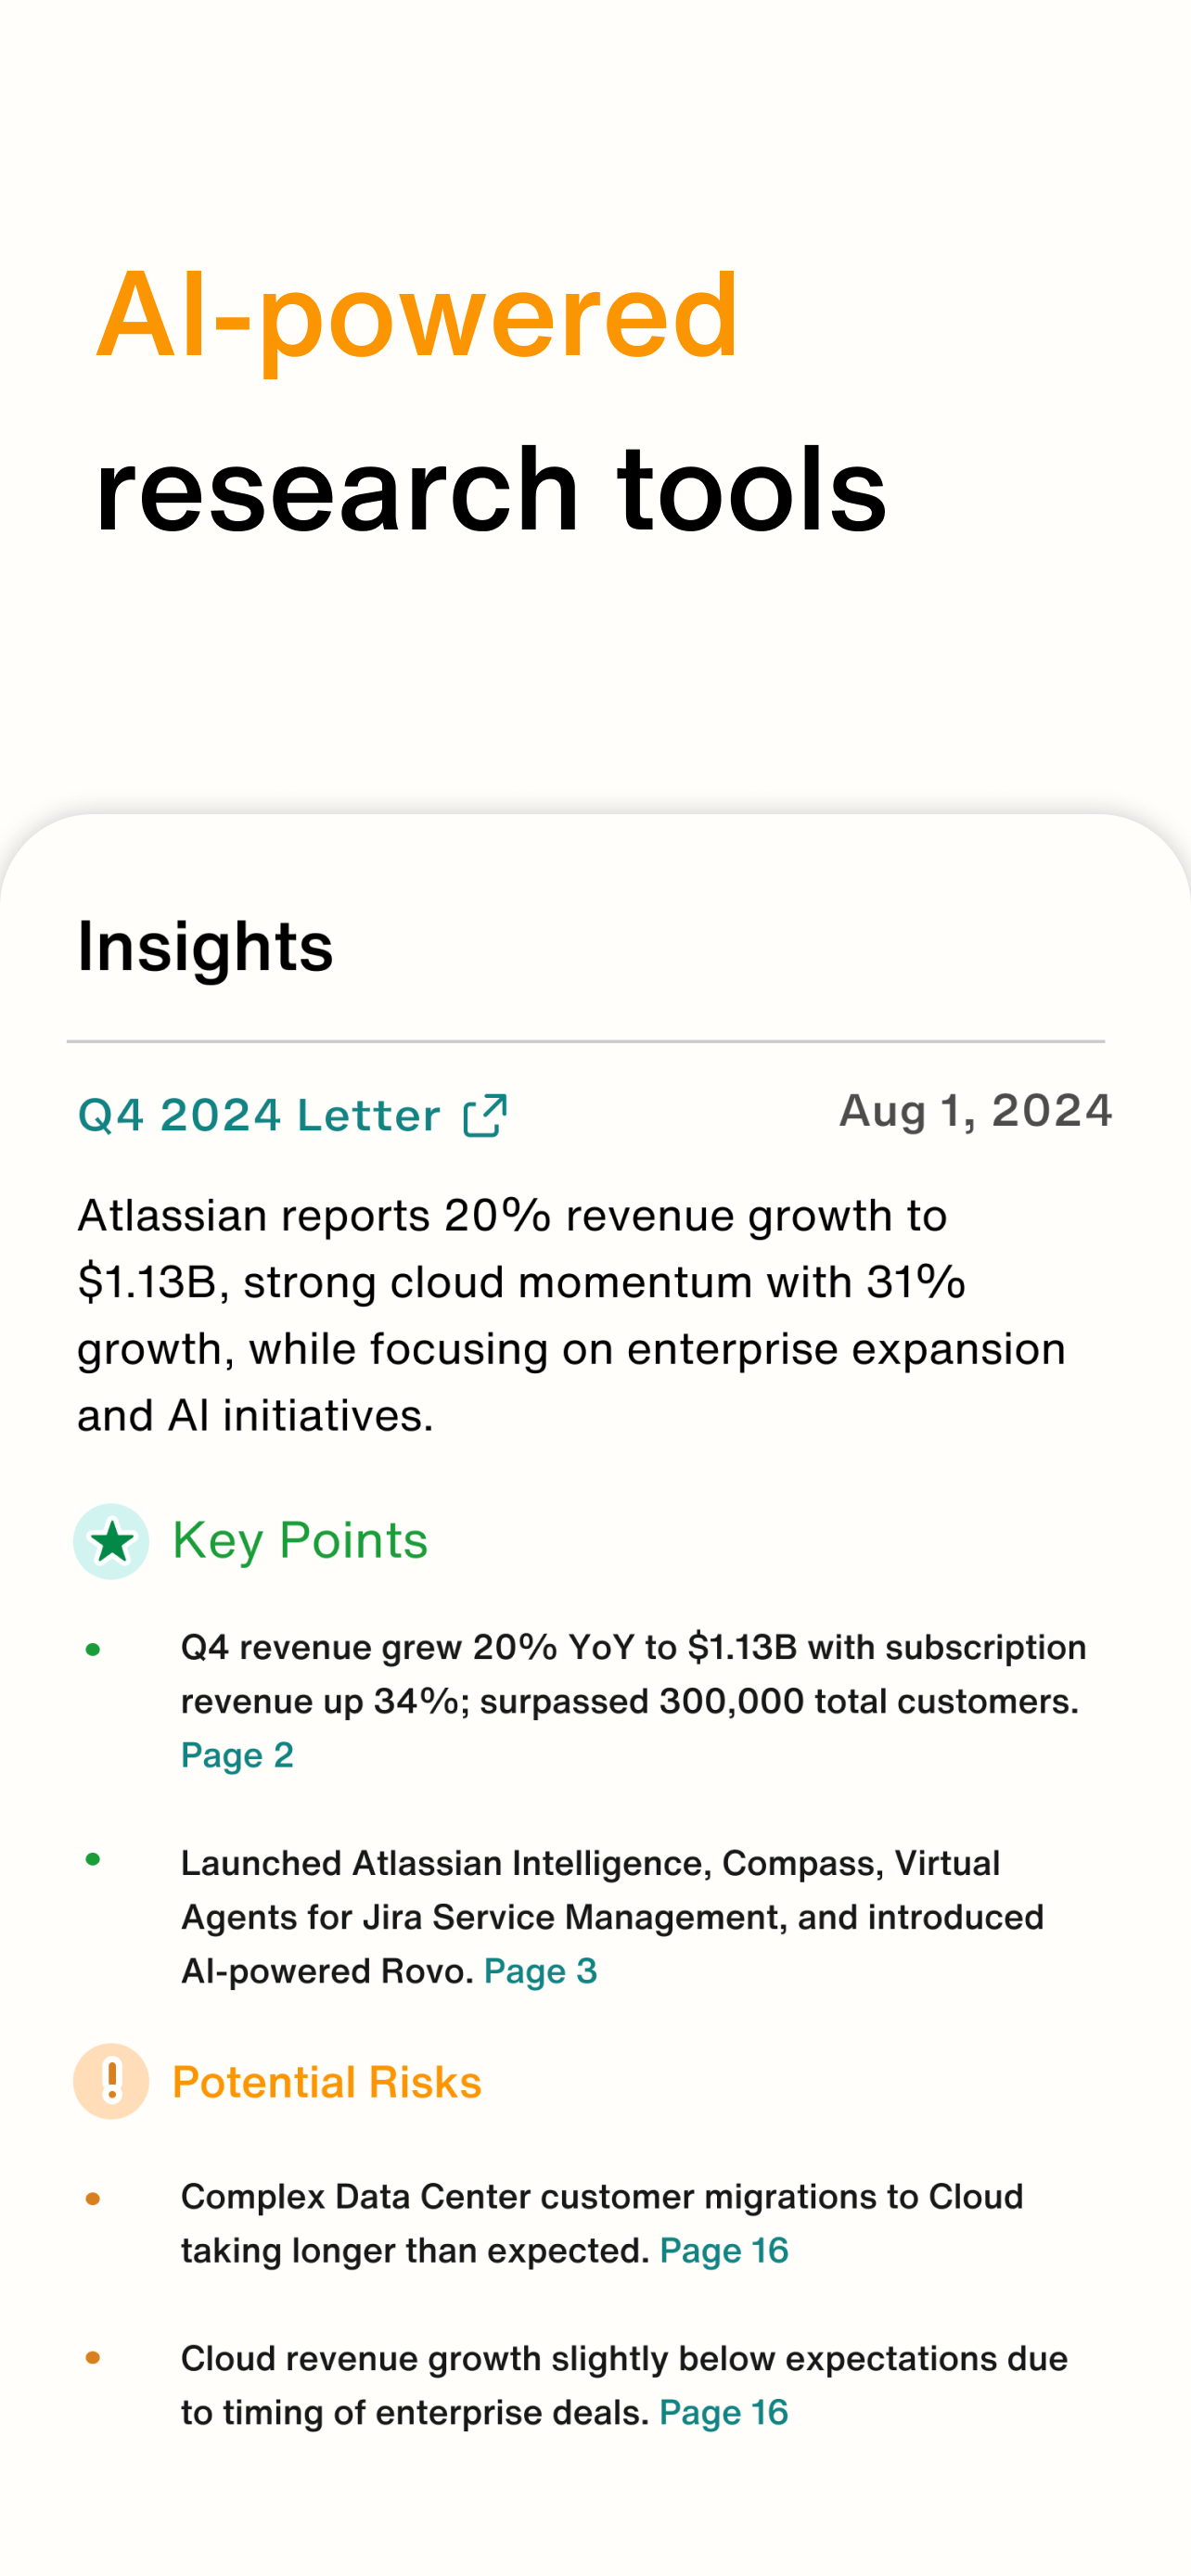 AI-powered
research tools
Insights
Q4 2024 Letter
Aug 1, 2024
Atlassian reports 20% revenue growth to
$1.13B, strong cloud momentum with 31%
growth, while focusing on enterprise expansion
and AI initiatives.
Key Points
Q4 revenue grew 20% YoY to $1.13B with subscription
revenue up 34%; surpassed 300,000 total customers.
Page 2
Launched Atlassian Intelligence, Compass, Virtual
Agents for Jira Service Management, and introduced
AI-powered Rovo. Page 3
Potential Risks
Complex Data Center customer migrations to Cloud
taking longer than expected. Page 16
Cloud revenue growth slightly below expectations due
to timing of enterprise deals. Page 16